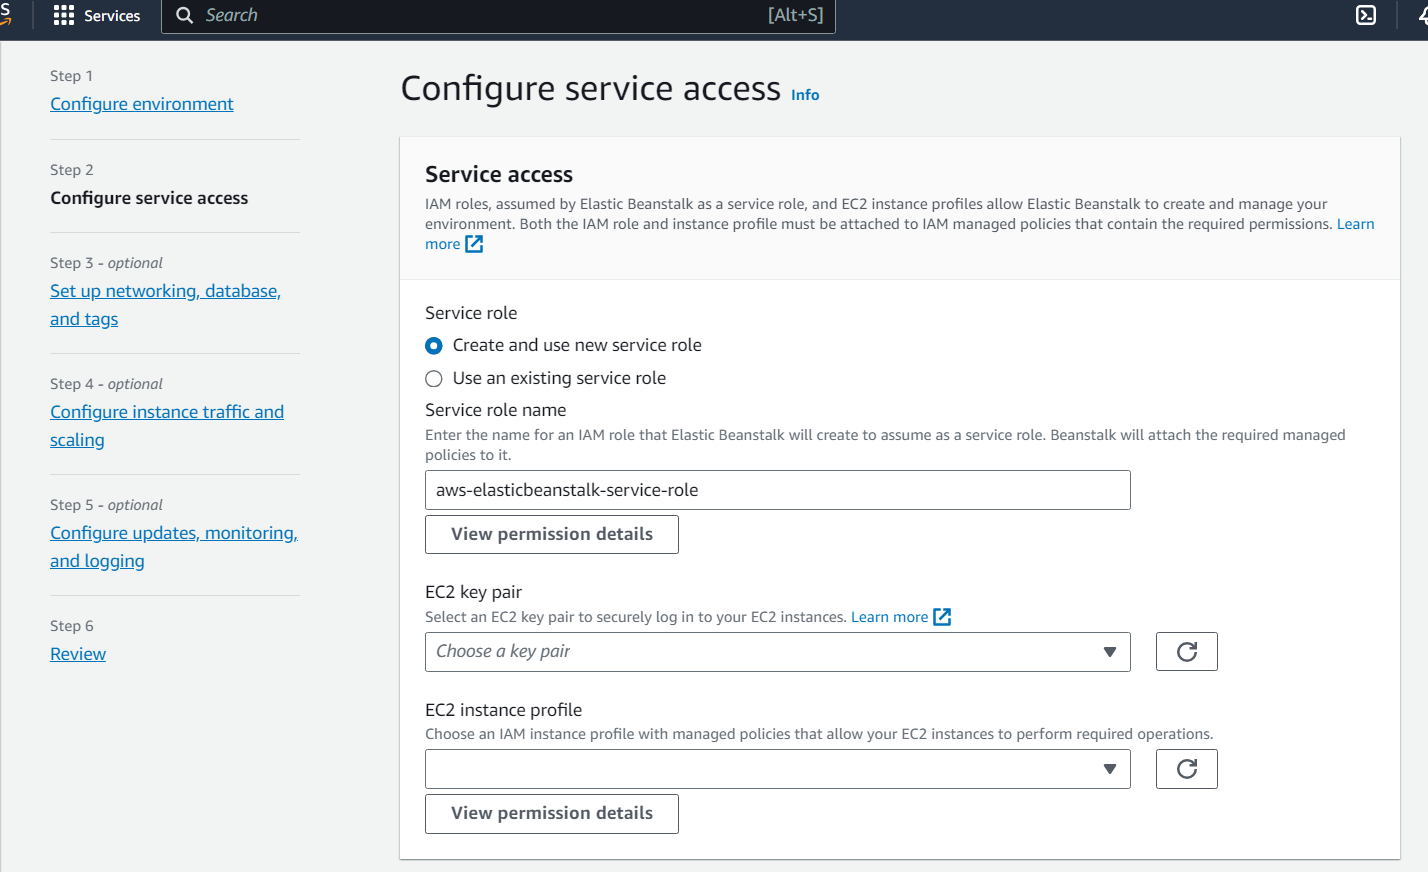 Services
Search
[Alt+S]
Step 1
Configure environment
Step 2
Configure service access
Step 3 - optional
Set up networking, database,
and tags
Step 4 - optional
Configure instance traffic and
scaling
Step 5 - optional
Configure updates, monitoring,
and logging
Step 6
Review
Configure service access Info
Service access
IAM roles, assumed by Elastic Beanstalk as a service role, and EC2 instance profiles allow Elastic Beanstalk to create and manage your
environment. Both the IAM role and instance profile must be attached to IAM managed policies that contain the required permissions. Learn
more
Service role
Create and use new service role
Use an existing service role
Service role name
Enter the name for an IAM role that Elastic Beanstalk will create to assume as a service role. Beanstalk will attach the required managed
policies to it.
aws-elasticbeanstalk-service-role
View permission details
EC2 key pair
Select an EC2 key pair to securely log in to your EC2 instances. Learn more
Choose a key pair
EC2 instance profile
Choose an IAM instance profile with managed policies that allow your EC2 instances to perform required operations.
View permission details